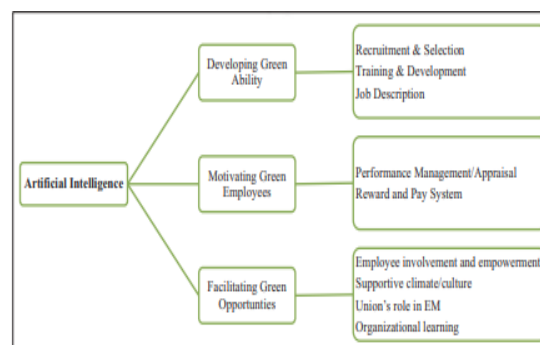 Artificial Intelligence
Developing Green
Ability
Recruitment & Selection
Training & Development
Job Description
Motivating Green
Employees
Performance Management/Appraisal
Reward and Pay System
Facilitating Green
Opportunties
Employee involvement and empowerment
Supportive climate/culture
Union's role in EM
Organizational learning